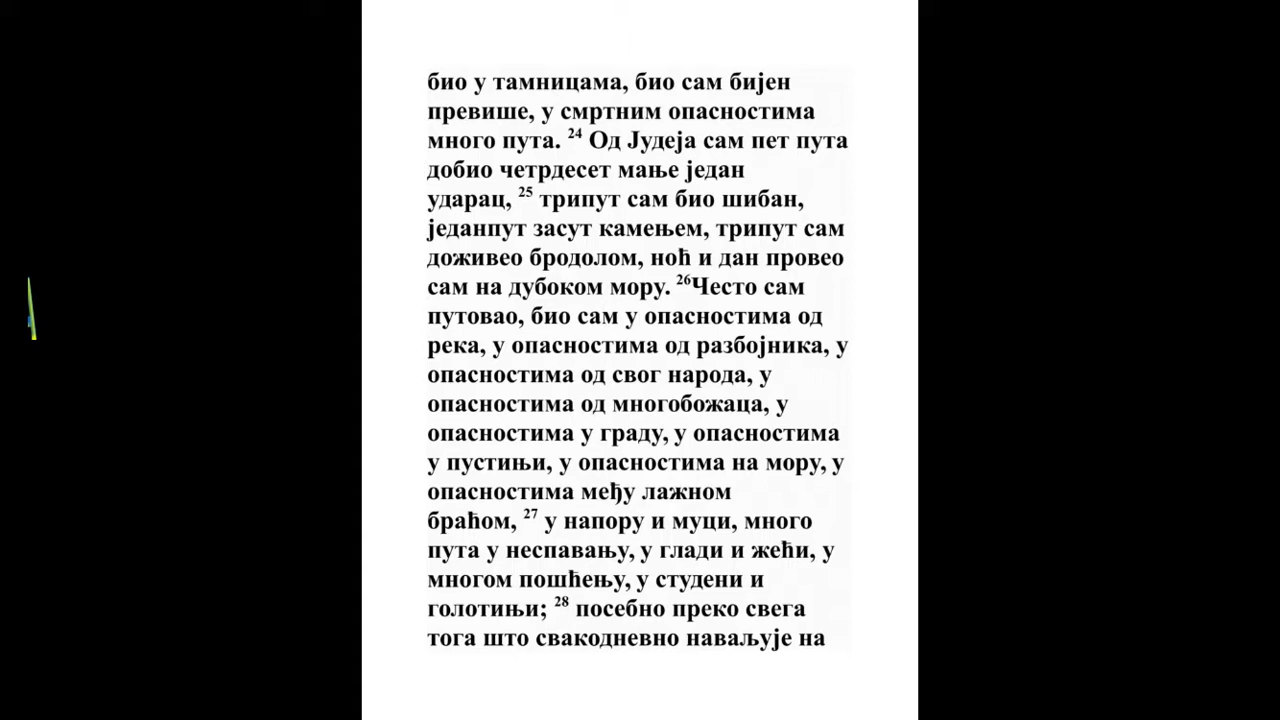 био у тамницама, био сам бијен
превише, у смртним опасностима
много пута. 24 Од Јудеја сам пет пута
добио четрдесет мање један
ударац, 25 трипут сам био шибан,
једанпут засут камењем, трипут сам
доживео бродолом, ноћ и дан провео
сам на дубоком мору. 26Често сам
путовао, био сам у опасностима од
река, у опасностима од разбојника, у
опасностима од свог народа, у
опасностима од многобожаца, у
опасностима у граду, у опасностима
у пустињи, у опасностима на мору, у
опасностима међу лажном
браћом, 27 у напору и муци, много
пута у неспавању, у глади и жећи, у
многом пошћењу, у студени и
голотињи; 28 посебно преко свега
тога што свакодневно наваљује на